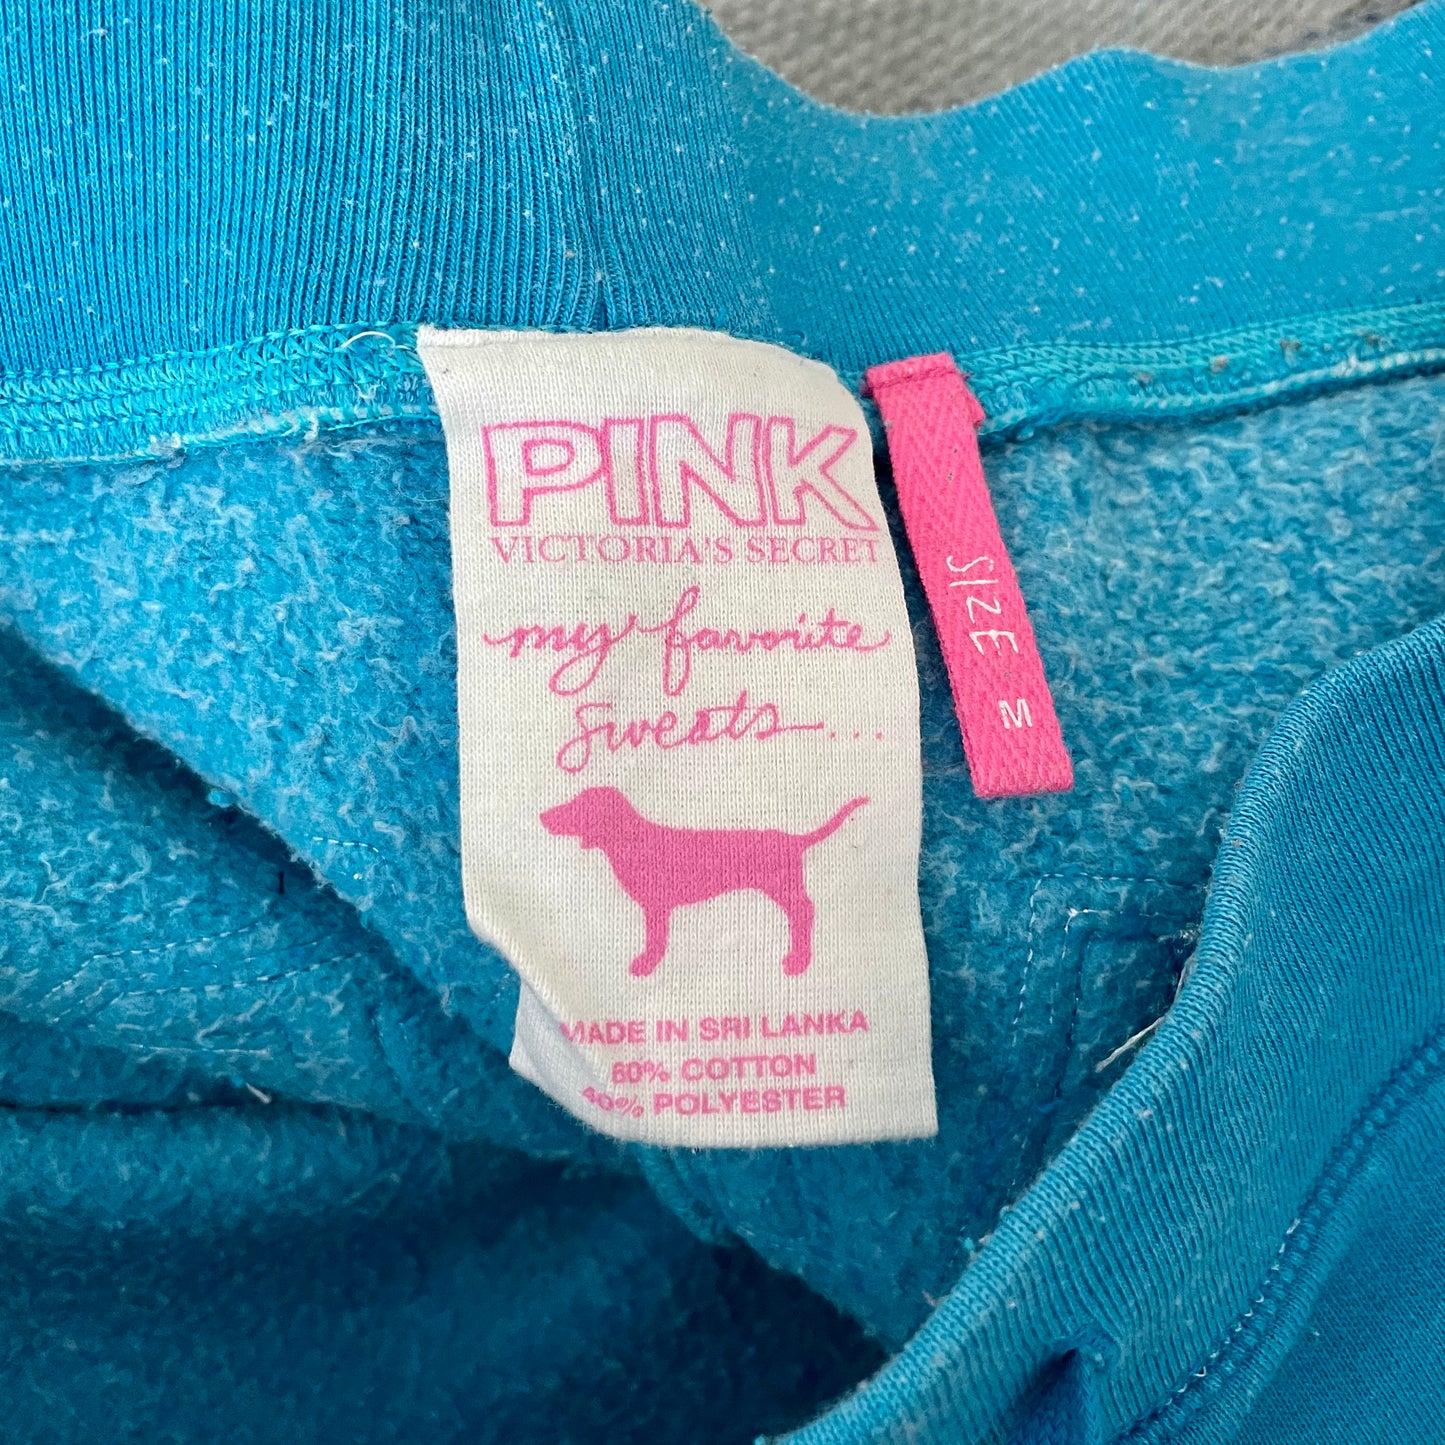 PINK
VICTORIA'S SECRET
my favorite
sweats...
MADE IN SRI LANKA
60% COTTON
40% POLYESTER
SIZE M